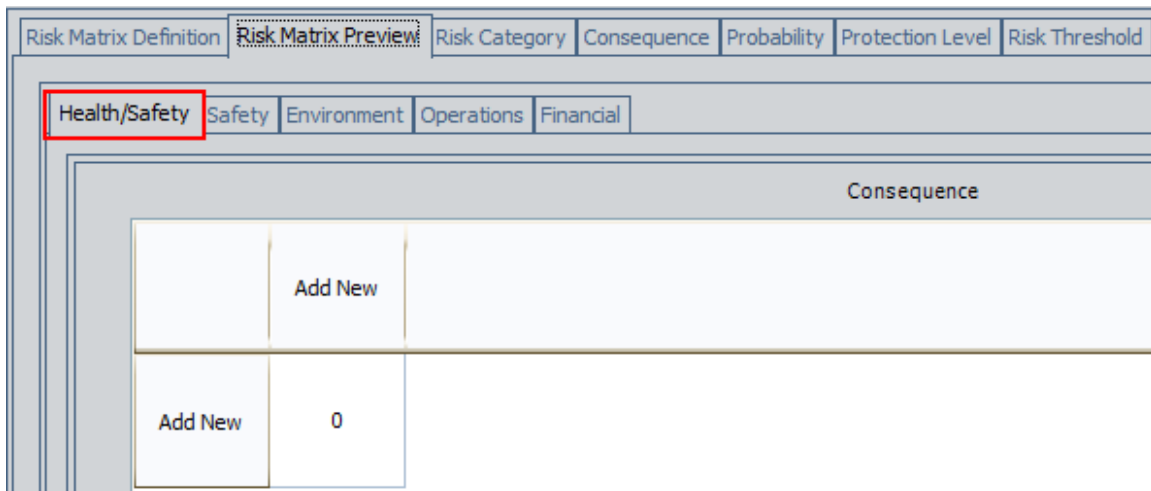 Risk Matrix Definition Risk Matrix Preview Risk Category Consequence Probability Protection Level Risk Threshold
Health/Safety Safety Environment Operations Financial
Consequence
Add New
Add New 0